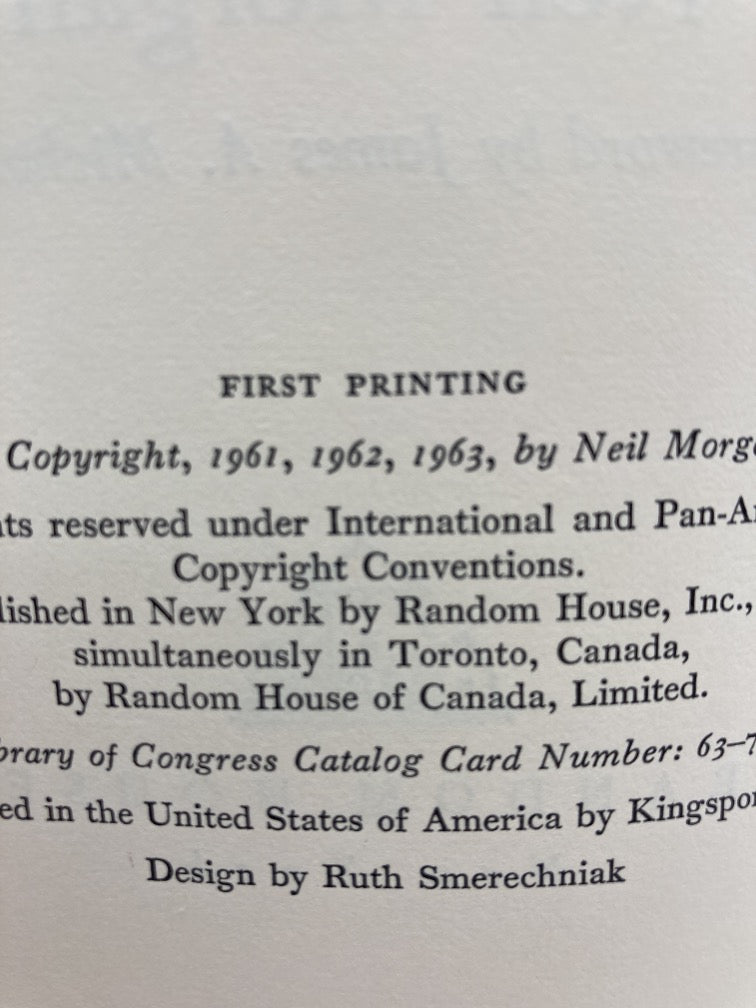 FIRST PRINTING
Copyright, 1961, 1962, 1963, by Neil Morg
ts reserved under International and Pan-A
Copyright Conventions.
lished in New York by Random House, Inc.,
simultaneously in Toronto, Canada,
by Random House of Canada, Limited.
brary of Congress Catalog Card Number: 63–7
ed in the United States of America by Kingspo
Design by Ruth Smerechniak